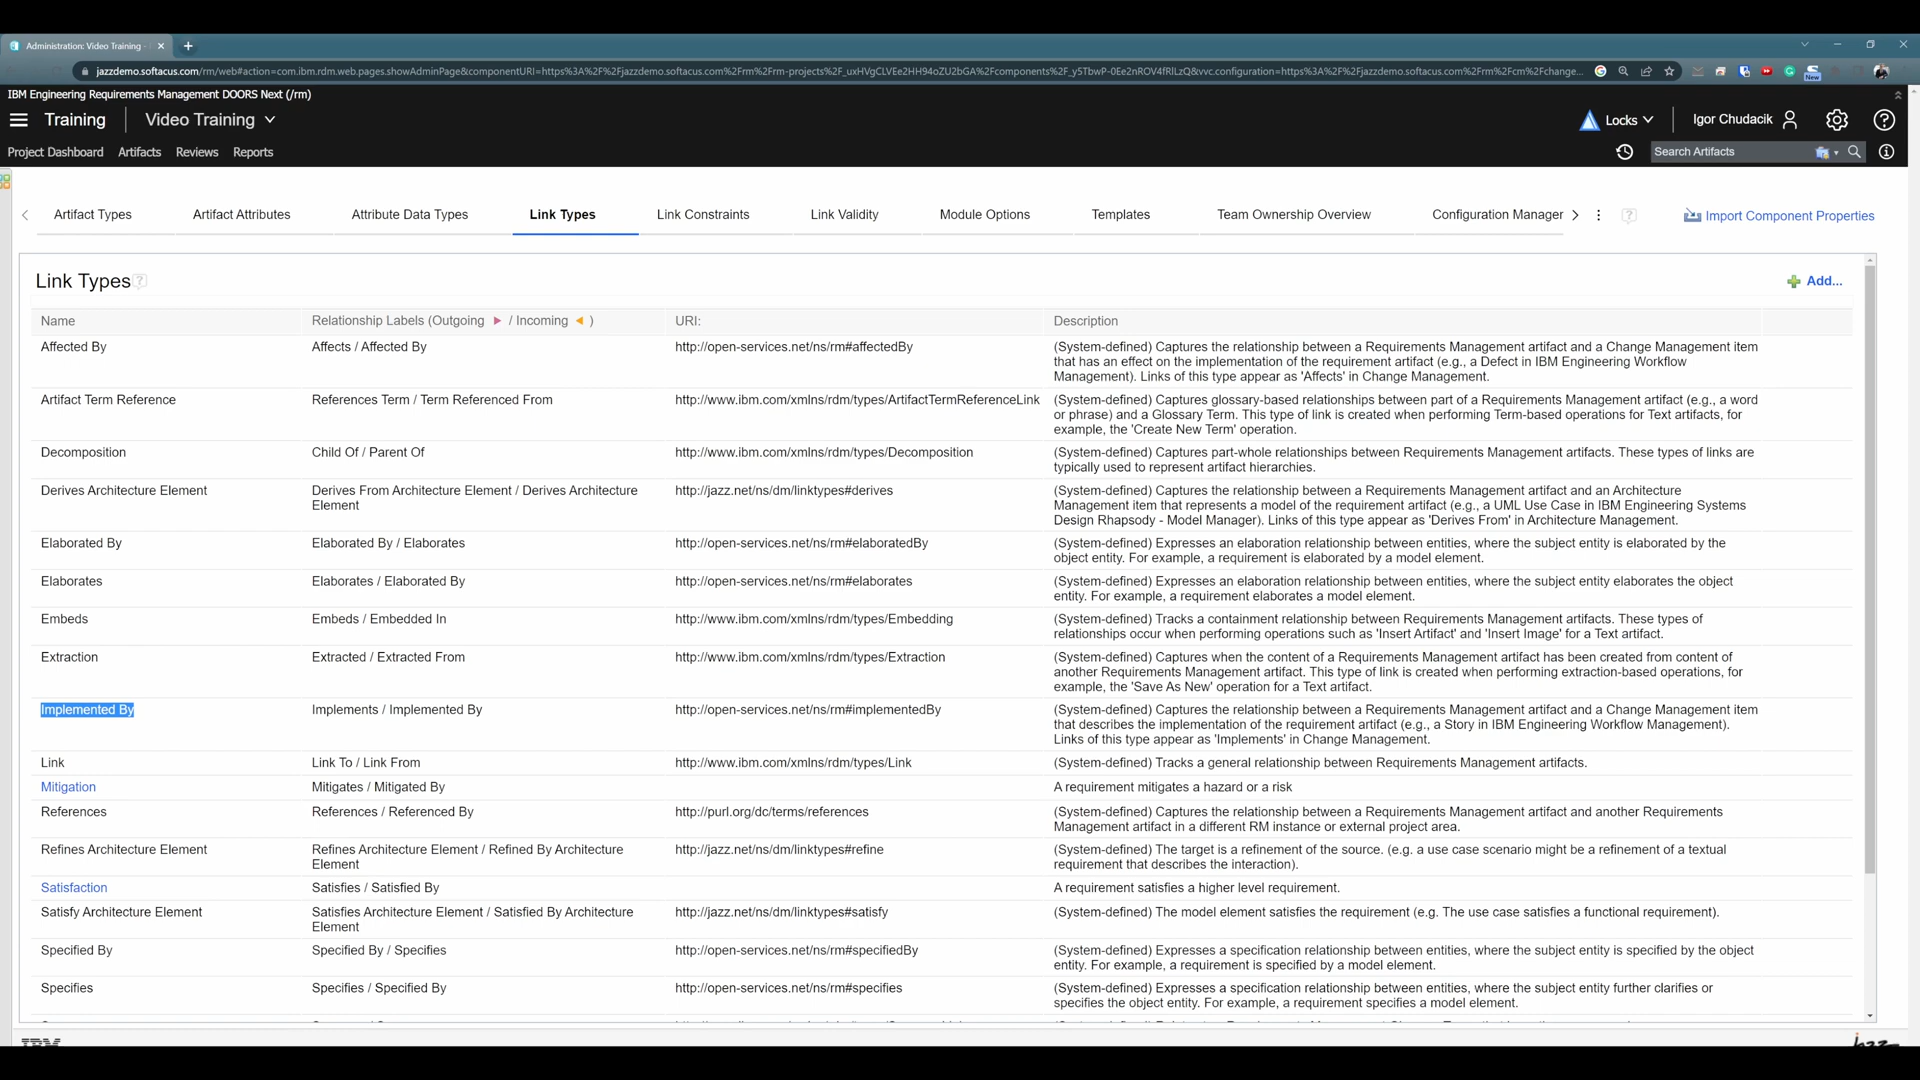 Administration: Video Training -
jazzdemo.softacus.com/rm/web#action=com.ibm.rdm.web.pages.showAdminPage&componentURI=https%3A%2F%2Fjazzdemo.softacus.com%2Frm%2Frm-projects%2F_uxHVgCLVEe2HH94oZU2bGA%2Fcomponents%2F_y5TbwP-0Ee2nROV4fRlLzQ&vvc.configuration=https%3A%2F%2Fjazzdemo.softacus.com%2Frm%2Fcm%2Fchange...
New
IBM Engineering Requirements Management DOORS Next (/rm)
Training
Video Training
Locks
Igor Chudacik
Project Dashboard
Artifacts
Reviews
Reports
Search Artifacts
Artifact Types
Artifact Attributes
Attribute Data Types
Link Types
Link Constraints
Link Validity
Module Options
Templates
Team Ownership Overview
Configuration Manager
Import Component Properties
Link Types
Add...
Name
Relationship Labels (Outgoing / Incoming )
URI:
Description
Affected By
Affects / Affected By
http://open-services.net/ns/rm#affectedBy
(System-defined) Captures the relationship between a Requirements Management artifact and a Change Management item
that has an effect on the implementation of the requirement artifact (e.g., a Defect in IBM Engineering Workflow
Management). Links of this type appear as 'Affects' in Change Management.
Artifact Term Reference
References Term / Term Referenced From
http://www.ibm.com/xmlns/rdm/types/ArtifactTermReferenceLink
(System-defined) Captures glossary-based relationships between part of a Requirements Management artifact (e.g., a word
or phrase) and a Glossary Term. This type of link is created when performing Term-based operations for Text artifacts, for
example, the 'Create New Term' operation.
Decomposition
Child Of / Parent Of
http://www.ibm.com/xmlns/rdm/types/Decomposition
(System-defined) Captures part-whole relationships between Requirements Management artifacts. These types of links are
typically used to represent artifact hierarchies.
Derives Architecture Element
Derives From Architecture Element / Derives Architecture
Element
http://jazz.net/ns/dm/linktypes#derives
(System-defined) Captures the relationship between a Requirements Management artifact and an Architecture
Management item that represents a model of the requirement artifact (e.g., a UML Use Case in IBM Engineering Systems
Design Rhapsody - Model Manager). Links of this type appear as 'Derives From' in Architecture Management.
Elaborated By
Elaborated By / Elaborates
http://open-services.net/ns/rm#elaboratedBy
(System-defined) Expresses an elaboration relationship between entities, where the subject entity is elaborated by the
object entity. For example, a requirement is elaborated by a model element.
Elaborates
Elaborates / Elaborated By
http://open-services.net/ns/rm#elaborates
(System-defined) Expresses an elaboration relationship between entities, where the subject entity elaborates the object
entity. For example, a requirement elaborates a model element.
Embeds
Embeds / Embedded In
http://www.ibm.com/xmlns/rdm/types/Embedding
(System-defined) Tracks a containment relationship between Requirements Management artifacts. These types of
relationships occur when performing operations such as 'Insert Artifact' and 'Insert Image' for a Text artifact.
Extraction
Extracted / Extracted From
http://www.ibm.com/xmlns/rdm/types/Extraction
(System-defined) Captures when the content of a Requirements Management artifact has been created from content of
another Requirements Management artifact. This type of link is created when performing extraction-based operations, for
example, the 'Save As New' operation for a Text artifact.
Implemented By
Implements / Implemented By
http://open-services.net/ns/rm#implementedBy
(System-defined) Captures the relationship between a Requirements Management artifact and a Change Management item
that describes the implementation of the requirement artifact (e.g., a Story in IBM Engineering Workflow Management).
Links of this type appear as 'Implements' in Change Management.
Link
Link To / Link From
http://www.ibm.com/xmlns/rdm/types/Link
(System-defined) Tracks a general relationship between Requirements Management artifacts.
Mitigation
Mitigates / Mitigated By
A requirement mitigates a hazard or a risk
References
References / Referenced By
http://purl.org/dc/terms/references
(System-defined) Captures the relationship between a Requirements Management artifact and another Requirements
Management artifact in a different RM instance or external project area.
Refines Architecture Element
Refines Architecture Element / Refined By Architecture
Element
http://jazz.net/ns/dm/linktypes#refine
(System-defined) The target is a refinement of the source. (e.g. a use case scenario might be a refinement of a textual
requirement that describes the interaction).
Satisfaction
Satisfies / Satisfied By
A requirement satisfies a higher level requirement.
Satisfy Architecture Element
Satisfies Architecture Element / Satisfied By Architecture
Element
http://jazz.net/ns/dm/linktypes#satisfy
(System-defined) The model element satisfies the requirement (e.g. The use case satisfies a functional requirement).
Specified By
Specified By / Specifies
http://open-services.net/ns/rm#specifiedBy
(System-defined) Expresses a specification relationship between entities, where the subject entity is specified by the object
entity. For example, a requirement is specified by a model element.
Specifies
Specifies / Specified By
http://open-services.net/ns/rm#specifies
(System-defined) Expresses a specification relationship between entities, where the subject entity further clarifies or
specifies the object entity. For example, a requirement specifies a model element.
IBM